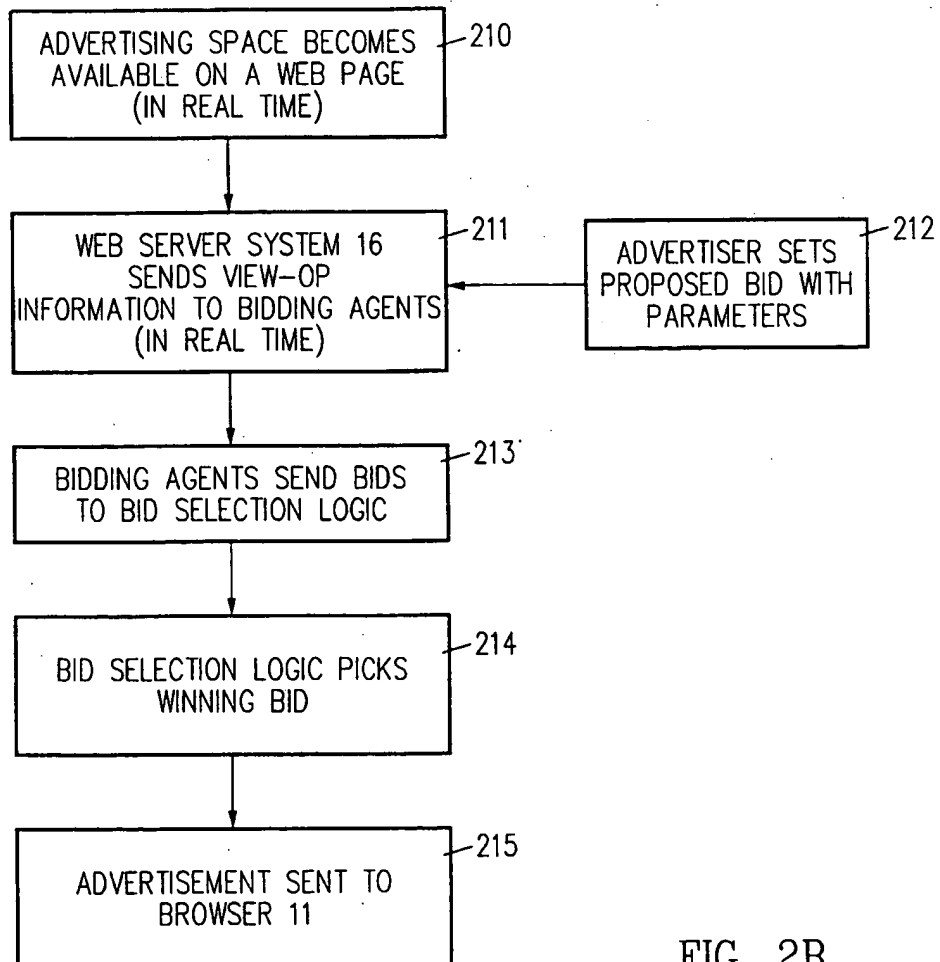 ADVERTISING SPACE BECOMES
AVAILABLE ON A WEB PAGE
(IN REAL TIME)
210
WEB SERVER SYSTEM 16
SENDS VIEW-OP
INFORMATION TO BIDDING AGENTS
(IN REAL TIME)
211
ADVERTISER SETS
PROPOSED BID WITH
PARAMETERS
212
BIDDING AGENTS SEND BIDS
TO BID SELECTION LOGIC
213
BID SELECTION LOGIC PICKS
WINNING BID
214
ADVERTISEMENT SENT TO
BROWSER 11
215
FIG. 2B